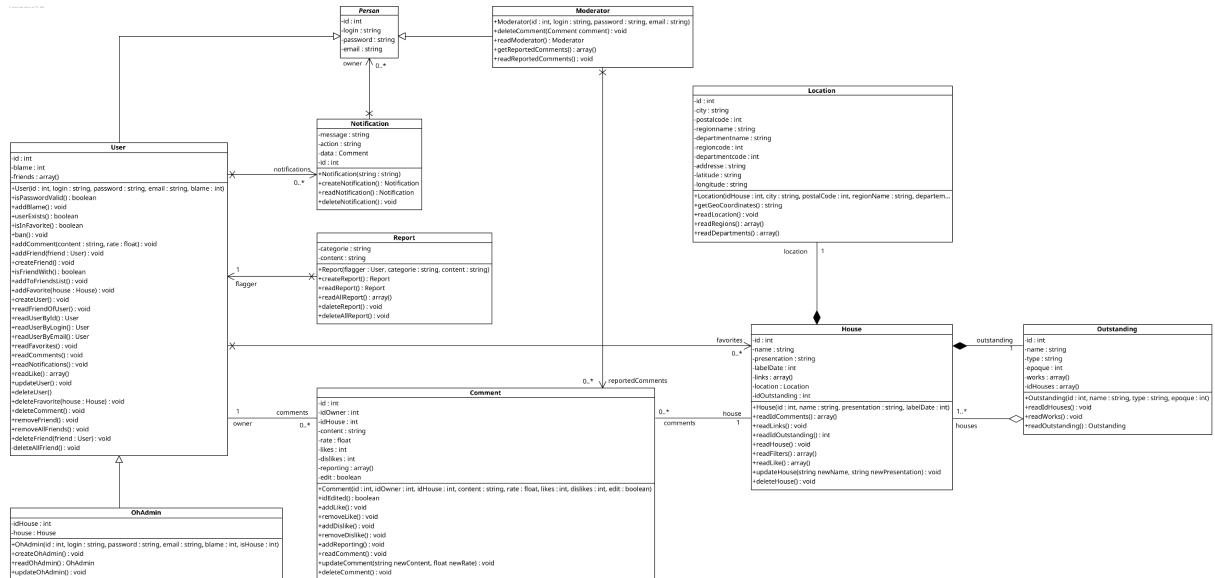 Person
-id : int
-login : string
-password : string
-email : string
owner
0..*
Moderator
+Moderator(id : int, login : string, password : string, email : string)
+deleteComment(Comment comment) : void
+readModerator() : Moderator
+getReportedComments() : array()
+readReportedComments() : void
Location
-id : int
-city : string
-postalcode : int
-regionname : string
-departmentname : string
-regioncode : int
-departmentcode : int
-addresse : string
-latitude : string
-longitude : string
+Location(idHouse : int, city : string, postalCode : int, regionName : string, departem...
+getGeoCoordinates() : string
+readLocation() : void
+readRegions() : array()
+readDepartments() : array()
location
1
Notification
-message : string
-action : string
-data : Comment
-id : int
+Notification(string : string)
+createNotification() : Notification
+readNotification() : Notification
+deleteNotification() : void
notifications
0..*
User
-id : int
-blame : int
-friends : array()
+User(id : int, login : string, password : string, email : string, blame : int)
+isPasswordValid() : boolean
+addBlame() : void
+userExists() : boolean
+isInFavorite() : boolean
+ban() : void
+addComment(content : string, rate : float) : void
+addFriend(friend : User) : void
+createFriend() : void
+isFriendWith() : boolean
+addToFriendsList() : void
+addFavorite(house : House) : void
+createUser() : void
+readFriendOfUser() : void
+readUserById : User
+readUserByLogin() : User
+readUserByEmail() : User
+readFavorites() : void
+readComments() : void
+readNotifications() : void
+readLike() : array()
+updateUser() : void
+deleteUser()
+deleteFravorite(house : House) : void
+deleteComment() : void
+removeFriend() : void
+removeAllFriends() : void
+deleteFriend(friend : User) : void
-deleteAllFriend() : void
Report
-categorie : string
-content : string
+Report(flagger : User, categorie : string, content : string)
+createReport() : Report
+readReport() : Report
+readAllReport() : array()
+daleteReport() : void
+deleteAllReport() : void
1
flagger
favorites
0..*
0..*
reportedComments
House
-id : int
-name : string
-presentation : string
-labelDate : int
-links : array()
-location : Location
-idOutstanding : int
+House(id : int, name : string, presentation : string, labelDate : int)
+readIdComments() : array()
+readLinks() : void
+readIdOutstanding() : int
+readHouse() : void
+readFilters() : array()
+readLike() : array()
+updateHouse(string newName, string newPresentation) : void
+deleteHouse() : void
outstanding
1
1..*
houses
Outstanding
-id : int
-name : string
-type : string
-epoque : int
-works : array()
-idHouses : array()
+Outstanding(id : int, name : string, type : string, epoque : int)
+readIdHouses() : void
+readWorks() : void
+readOutstanding() : Outstanding
1
owner
comments
0..*
Comment
-id : int
-idOwner : int
-idHouse : int
-content : string
-rate : float
-likes : int
-dislikes : int
-reporting : array()
-edit : boolean
+Comment(id : int, idOwner : int, idHouse : int, content : string, rate : float, likes : int, dislikes : int, edit : boolean)
+idEdited() : boolean
+addLike() : void
+removeLike() : void
+addDislike() : void
+removeDislike() : void
+addReporting() : void
+readComment() : void
+updateComment(string newContent, float newRate) : void
+deleteComment() : void
0..*
comments
house
1
OhAdmin
-idHouse : int
-house : House
+OhAdmin(id : int, login : string, password : string, email : string, blame : int, isHouse : int)
+createOhAdmin() : void
+readOhAdmin() : OhAdmin
+updateOhAdmin() : void